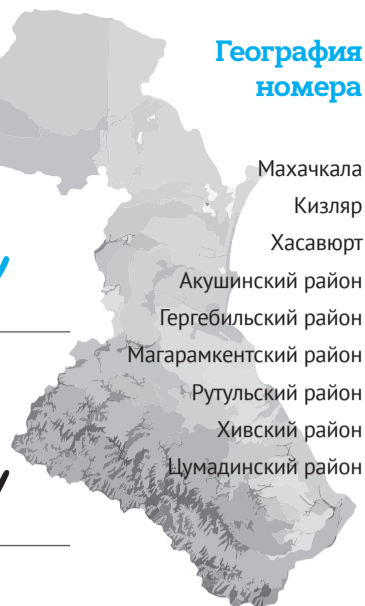 География
номера
Махачкала
Кизляр
Хасавюрт
Акушинский район
Гергебильский район
Магарамкентский район
Рутульский район
Хивский район
Цумадинский район